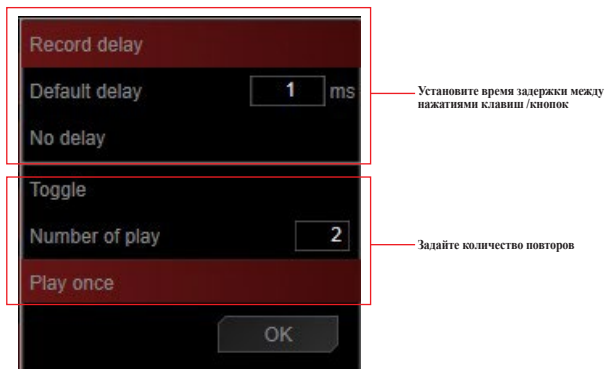 Record delay
Default delay 1 ms
Установите время задержки между
нажатиями клавиш /кнопок
No delay
Toggle
Number of play 2
Задайте количество повторов
Play once
OK